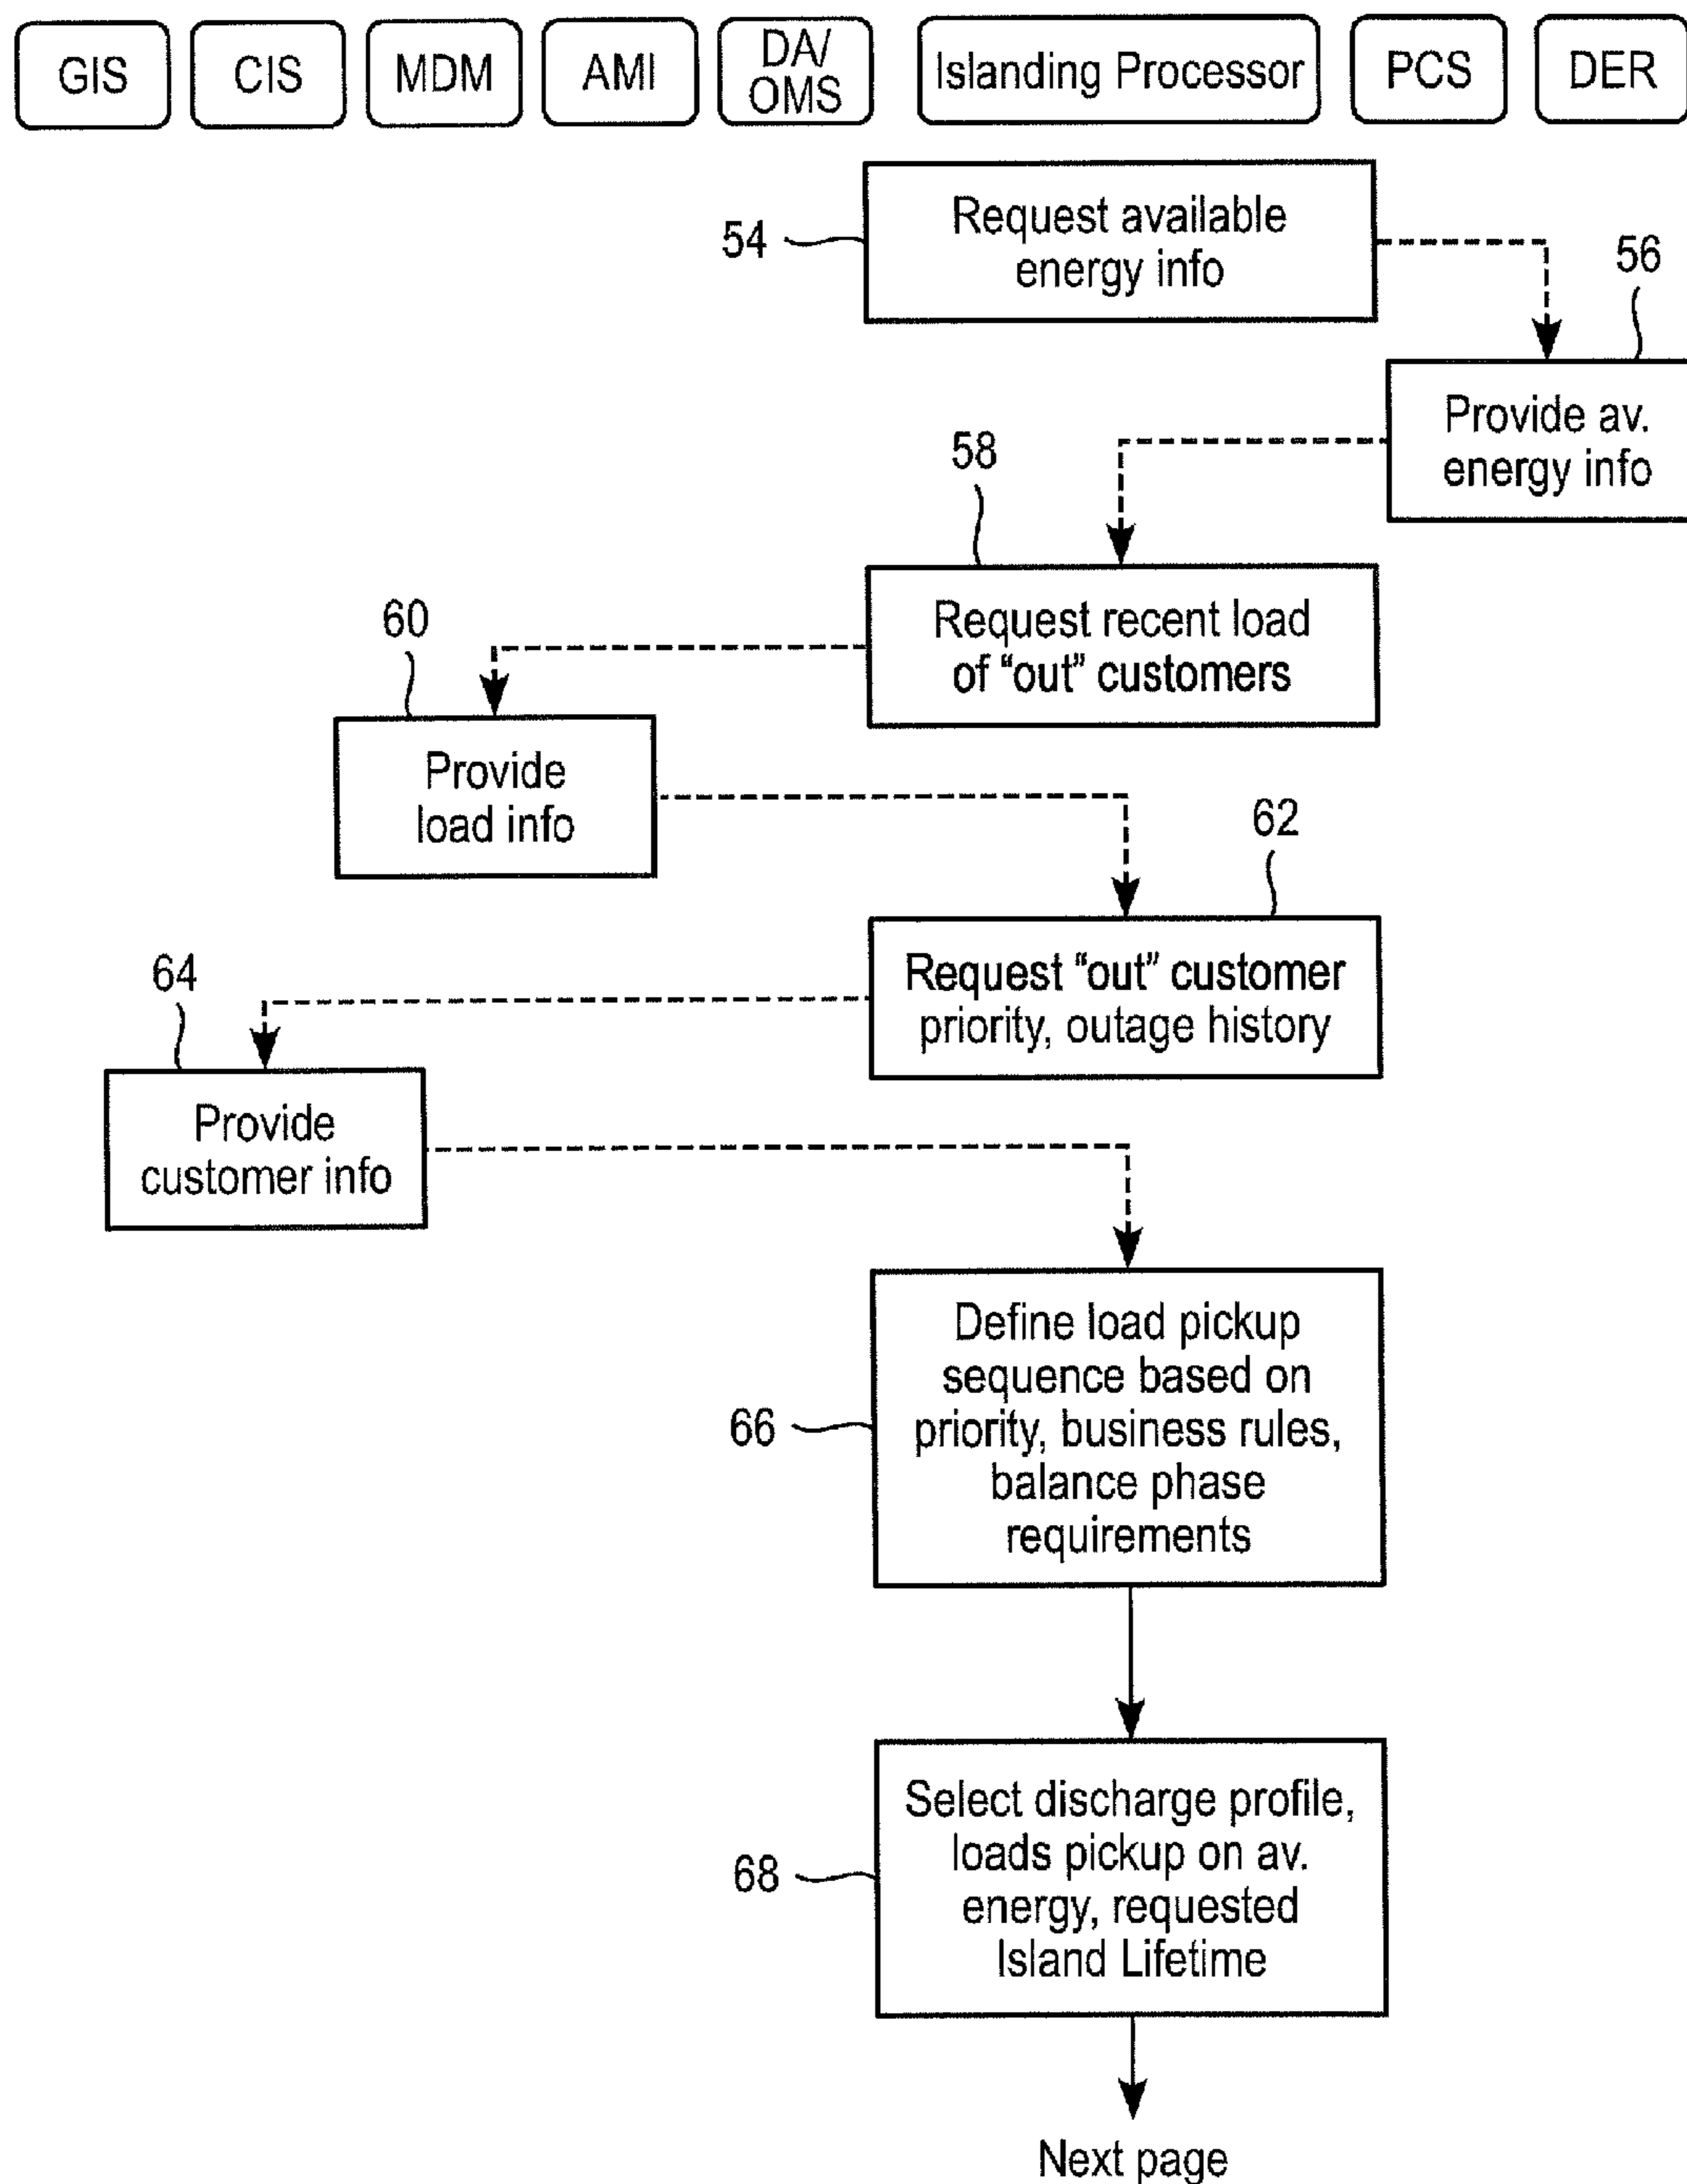 GIS
CIS
MDM
AMI
DA/
OMS
Islanding Processor
PCS
DER
54
Request available
energy info
56
Provide av.
energy info
58
Request recent load
of “out” customers
60
Provide
load info
62
Request “out” customer
priority, outage history
64
Provide
customer info
66
Define load pickup
sequence based on
priority, business rules,
balance phase
requirements
68
Select discharge profile,
loads pickup on av.
energy, requested
Island Lifetime
Next page